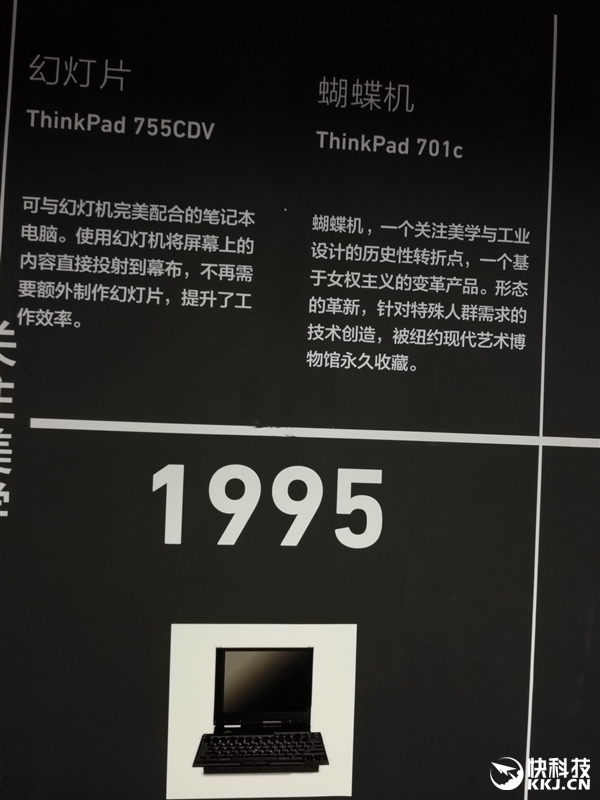 幻灯片
ThinkPad 755CDV
可与幻灯机完美配合的笔记本
电脑。使用幻灯机将屏幕上的
内容直接投射到幕布，不再需
要额外制作幻灯片，提升了工
作效率。
蝴蝶机
ThinkPad 701c
蝴蝶机，一个关注美学与工业
设计的历史性转折点，一个基
于女权主义的变革产品。形态
的革新，针对特殊人群需求的
技术创造，被纽约现代艺术博
物馆永久收藏。
关注美学
1995
快科技
KKJ.CN